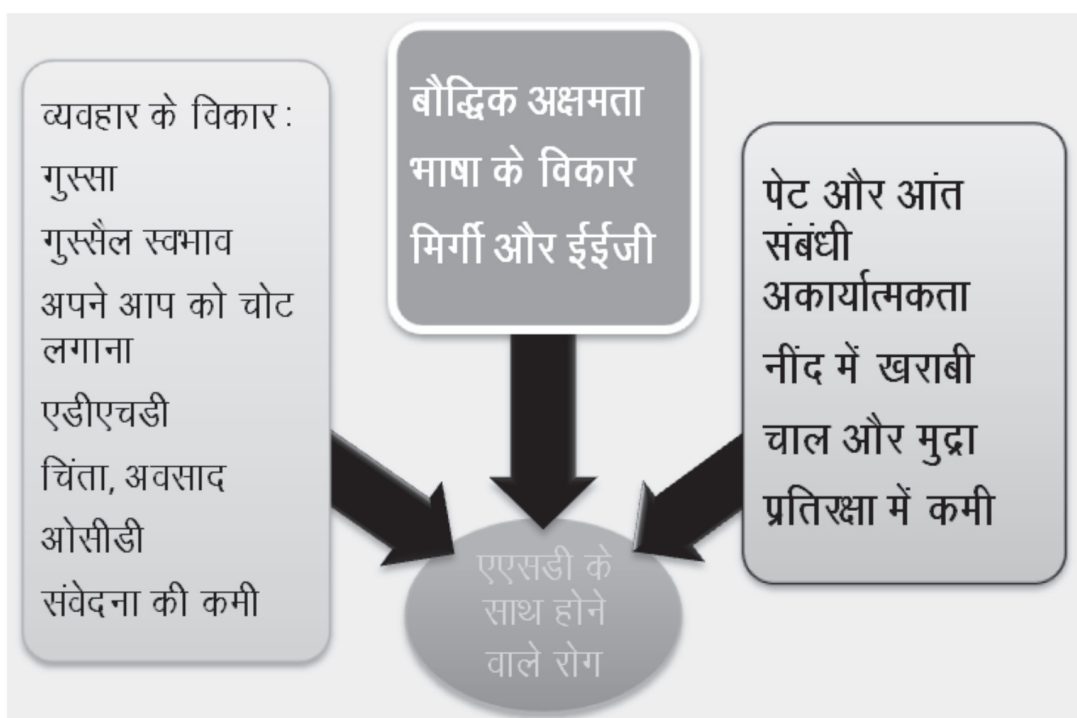 व्यवहार के विकार :
गुस्सा
गुस्सैल स्वभाव
अपने आप को चोट
लगाना
एडीएचडी
चिंता, अवसाद
ओसीडी
संवेदना की कमी
बौद्धिक अक्षमता
भाषा के विकार
मिर्गी और ईईजी
पेट और आंत
संबंधी
अकार्यात्मकता
नींद में खराबी
चाल और मुद्रा
प्रतिरक्षा में कमी
एएसडी के
साथ होने
वाले रोग